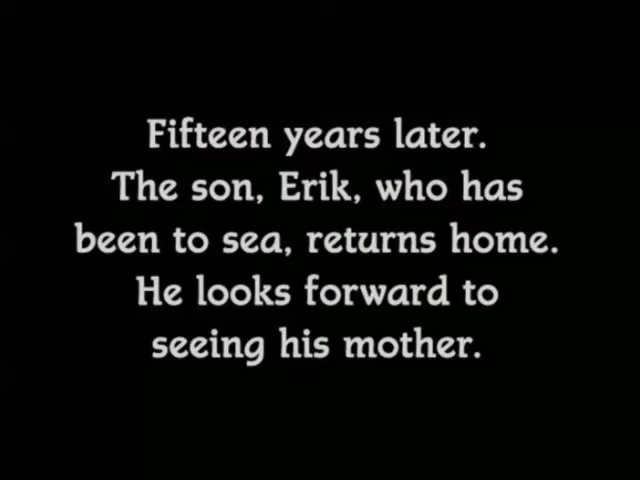 Fifteen years later.
The son, Erik, who has
been to sea, returns home.
He looks forward to
seeing his mother.